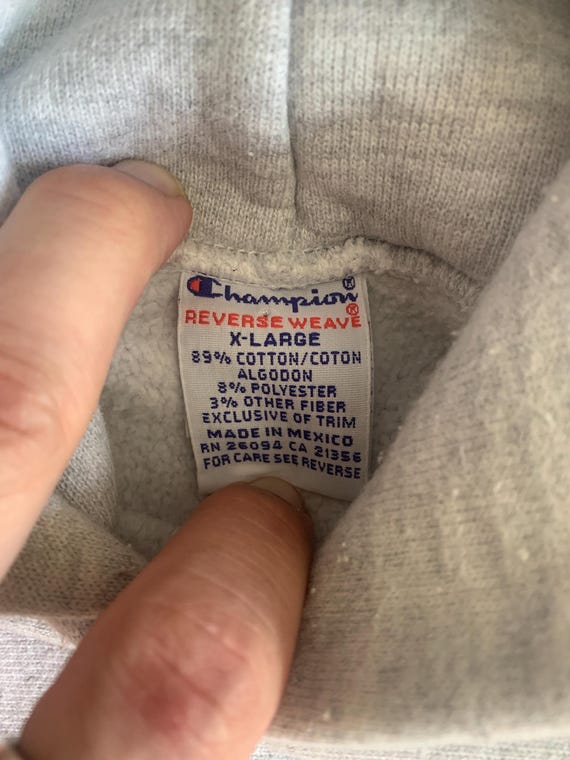 Champion®
REVERSE WEAVE®
X-LARGE
89% COTTON/COTON
ALGODON
8% POLYESTER
3% OTHER FIBER
EXCLUSIVE OF TRIM
MADE IN MEXICO
RN 26094 CA 21356
FOR CARE SEE REVERSE